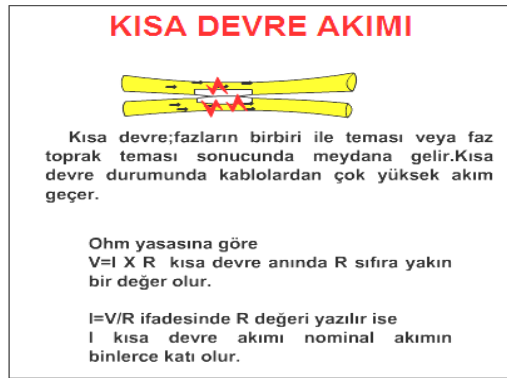 KISA DEVRE AKIMI
Kısa devre;fazların birbiri ile teması veya faz
toprak teması sonucunda meydana gelir.Kısa
devre durumunda kablolardan çok yüksek akım
geçer.
Ohm yasasına göre
V=I X R kısa devre anında R sıfıra yakın
bir değer olur.
I=V/R ifadesinde R değeri yazılır ise
I kısa devre akımı nominal akımın
binlerce katı olur.